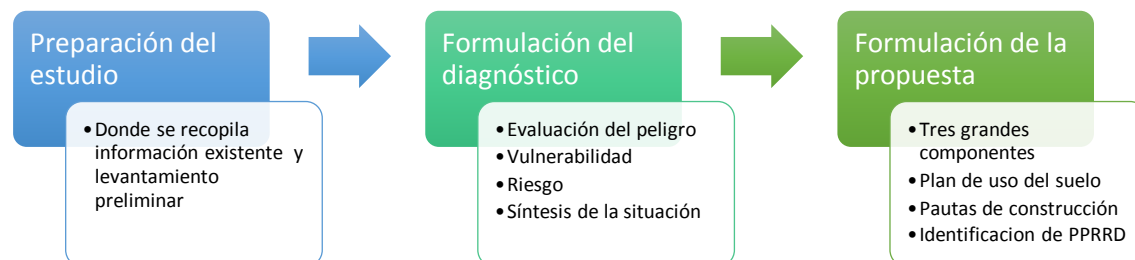 Preparación del
estudio
• Donde se recopila
información existente y
levantamiento
preliminar
Formulación del
diagnóstico
• Evaluación del peligro
• Vulnerabilidad
• Riesgo
• Síntesis de la situación
Formulación de la
propuesta
• Tres grandes
componentes
• Plan de uso del suelo
• Pautas de construcción
• Identificacion de PPRRD